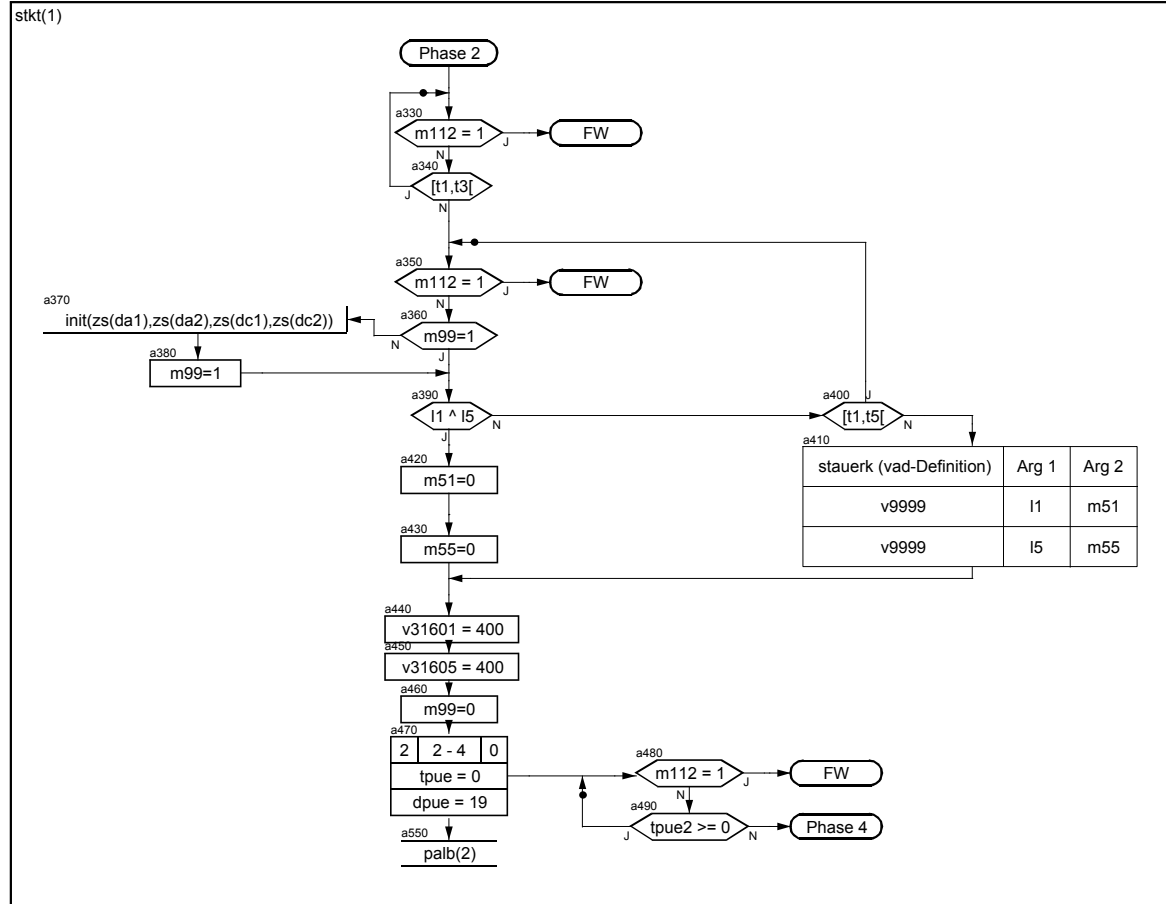 stkt(1)
Phase 2
a330
m112 = 1
J
FW
N
a340
[t1,t3[
J
N
a350
m112 = 1
J
FW
N
a360
m99=1
N
J
a370
init(zs(da1),zs(da2),zs(dc1),zs(dc2))
a380
m99=1
a390
l1 ^ l5
N
J
a400
J
[t1,t5[
N
a410
stauerk (vad-Definition) Arg 1 Arg 2
v9999 l1 m51
v9999 l5 m55
a420
m51=0
a430
m55=0
a440
v31601 = 400
a450
v31605 = 400
a460
m99=0
a470
2 2 - 4 0
tpue = 0
dpue = 19
a480
m112 = 1
J
FW
N
a490
tpue2 >= 0
J
N
Phase 4
a550
palb(2)